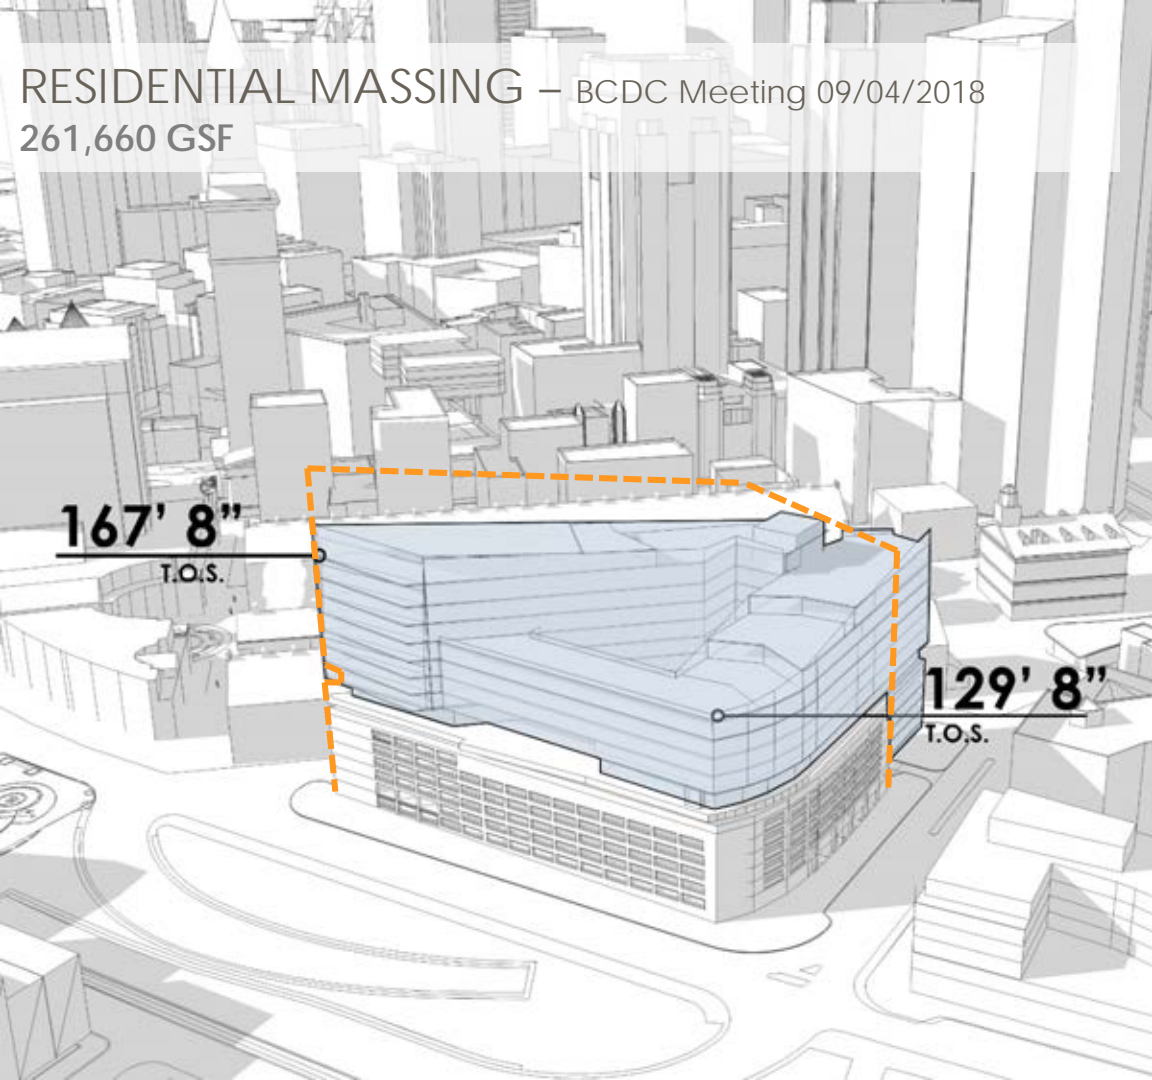 RESIDENTIAL MASSING – BCDC Meeting 09/04/2018
261,660 GSF
167’ 8”
T.O.S.
129’ 8”
T.O.S.